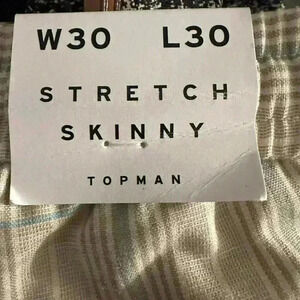 W30 L30
STRETCH
SKINNY
TOPMAN